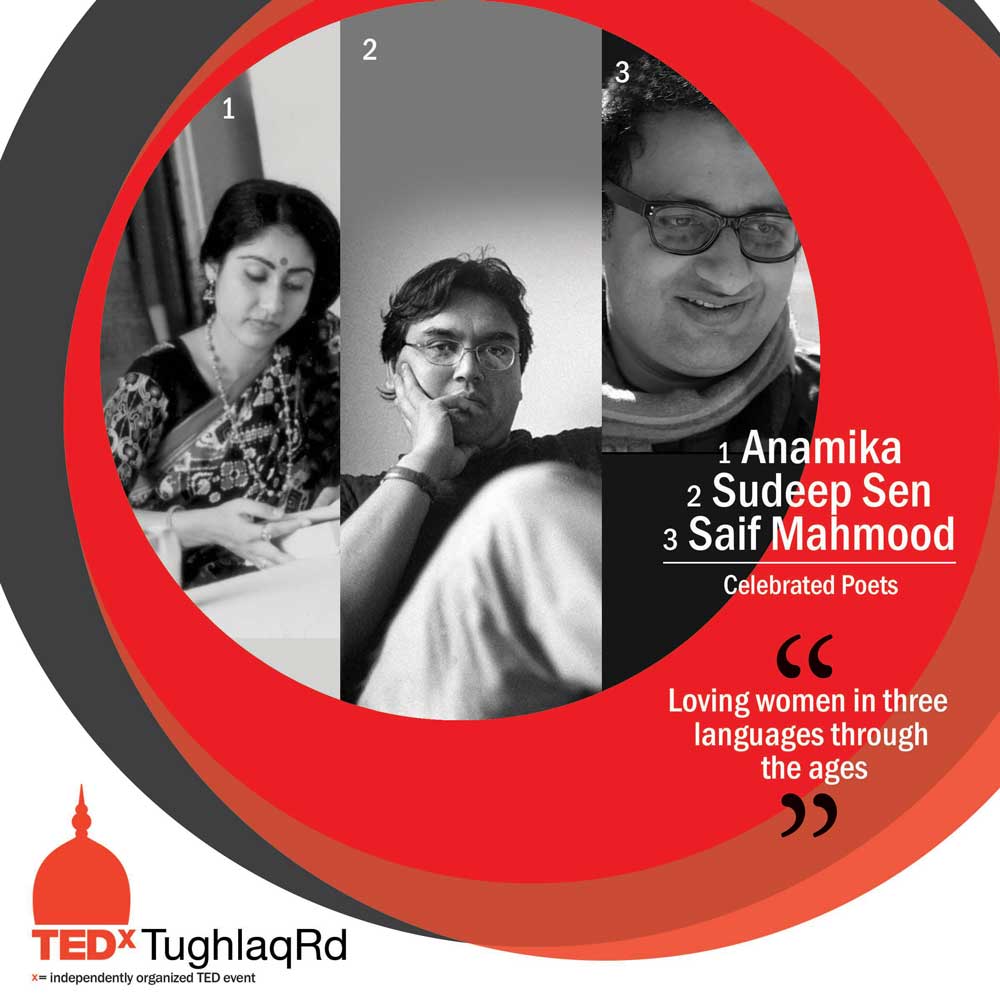 1
2
3
1 Anamika
2 Sudeep Sen
3 Saif Mahmood
Celebrated Poets
“
Loving women in three
languages through
the ages
”
TEDx TughlaqRd
x= independently organized TED event